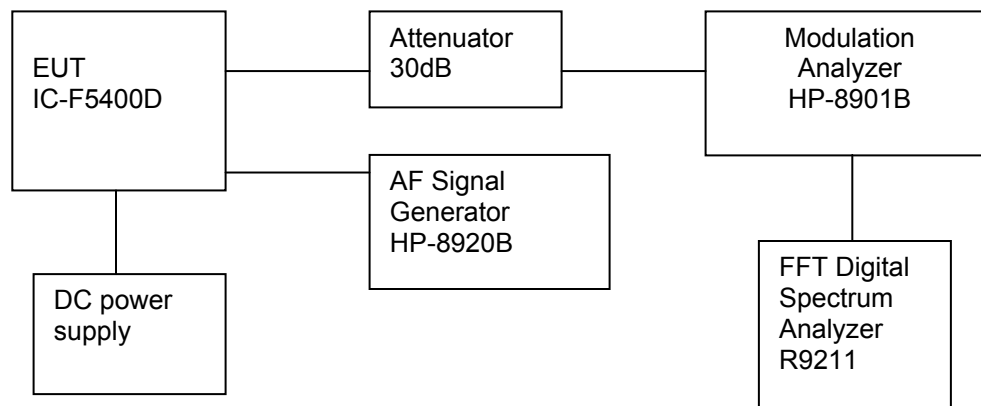 EUT
IC-F5400D
Attenuator
30dB
Modulation
Analyzer
HP-8901B
AF Signal
Generator
HP-8920B
DC power
supply
FFT Digital
Spectrum
Analyzer
R9211